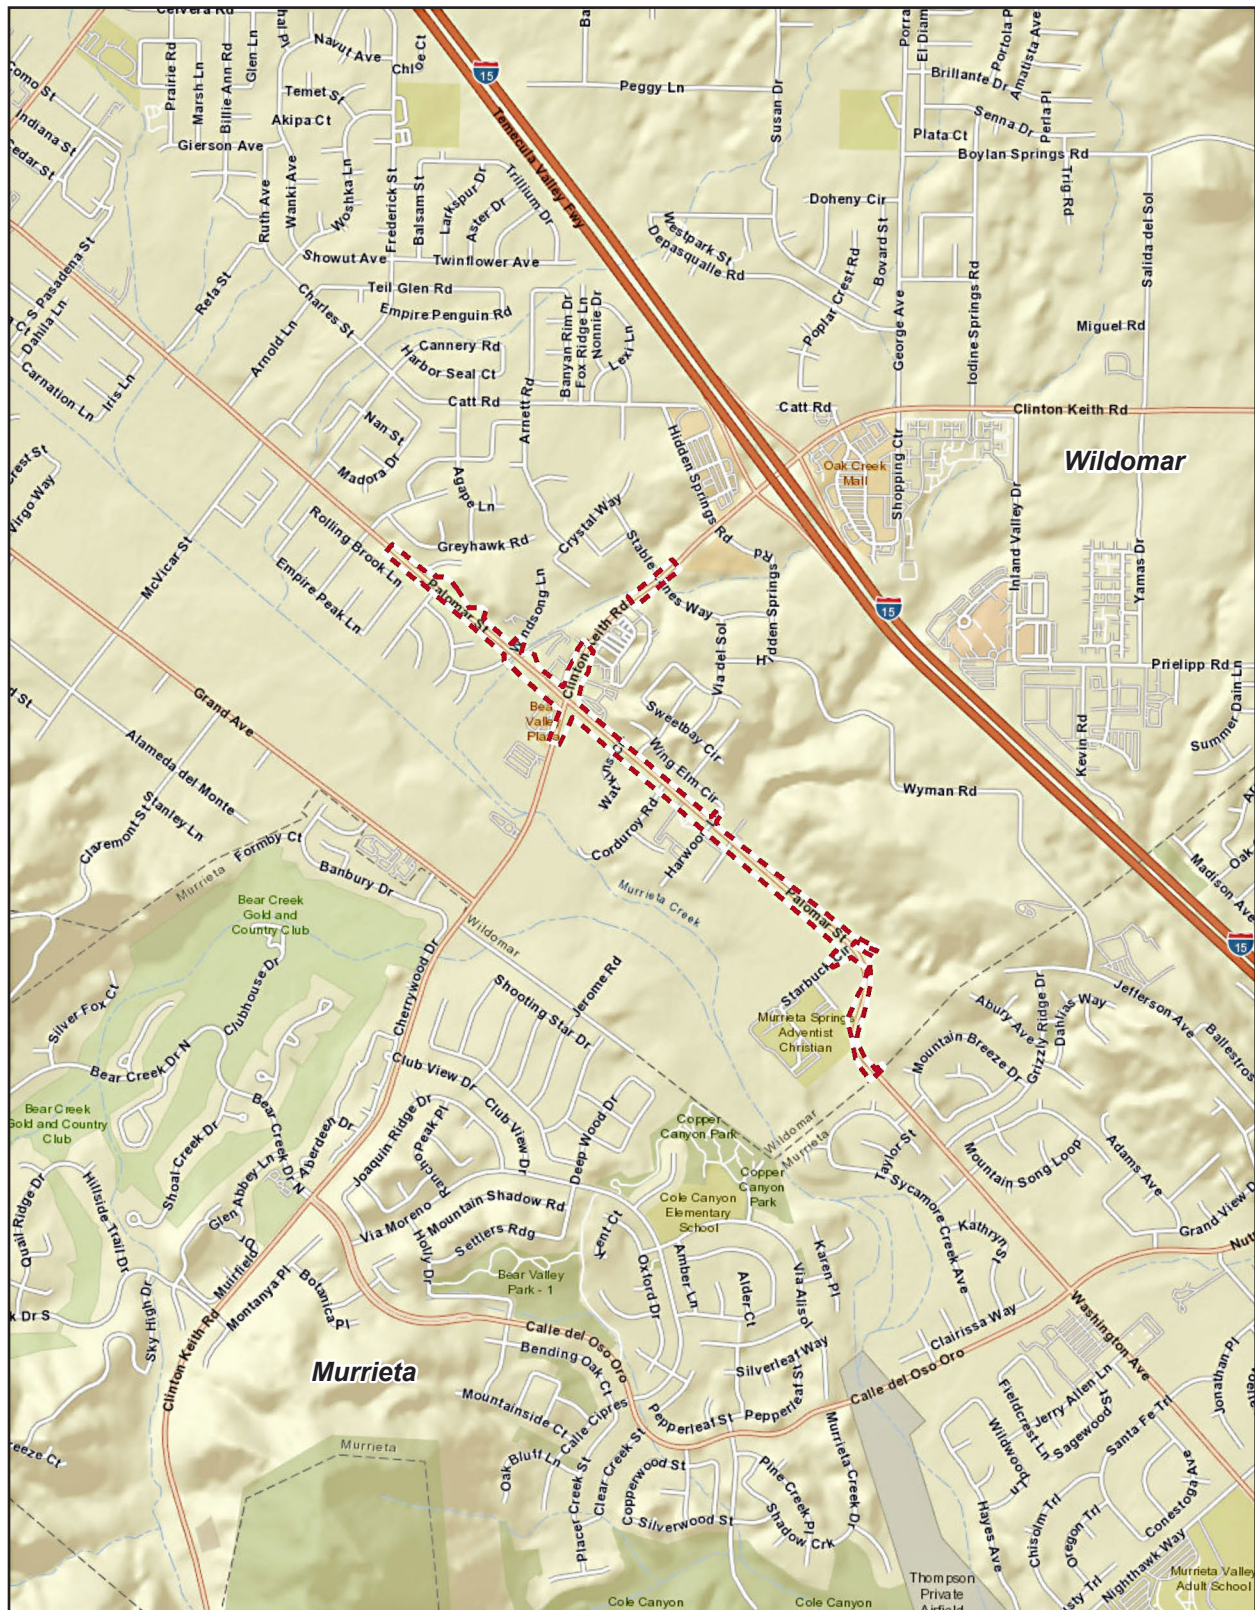 Celvera Rd
Navut Ave
Chloe Ct
Prairie Rd
Marsh Ln
Billie Ann Rd
Glen Ln
Temet St
Akipa Ct
Gierson Ave
Como St
Indiana St
Cedar St
15
Peggy Ln
Susan Dr
El Diam
Portola P
Amatista Ave
Brillante Dr
Senna Dr
Perla Pl
Plata Ct
Boylan Springs Rd
Trig Rd
Temecula Valley Fwy
Ruth Ave
Wanki Ave
Woshka Ln
Frederick St
Balsam St
Larkspur Dr
Aster Dr
Trillium Dr
Showut Ave
Twinflower Ave
Doheny Cir
Westpark St
Depasqualle Rd
Poplar Crest Rd
Bovard St
George Ave
Iodine Springs Rd
Salida del Sol
Miguel Rd
S Pasadena St
Dahlia Ln
Carnation Ln
Iris Ln
Rela St
Arnold Ln
Charles St
Teil Glen Rd
Empire Penguin Rd
Cannery Rd
Harbor Seal Ct
Catt Rd
Arnett Rd
Banyan Rim Dr
Fox Ridge Ln
Nonnie Dr
Lexi Ln
Catt Rd
Clinton Keith Rd
Wildomar
Oak Creek
Mall
Shopping Ctr
Hidden Springs Rd
Nan St
Madora Dr
Agape Ln
Greyhawk Rd
Crystal Way
Virgo Way
McVicar St
Rolling Brook Ln
Empire Peak Ln
Palomar St
Clinton Keith Rd
Via del Sol
Inland Valley Dr
Yamas Dr
15
Prielipp Rd
Summer Dain Ln
Kevin Rd
Grand Ave
Sweetbay Cir
Wing Elm Cir
Corduroy Rd
Wyman Rd
Alameda del Monte
Stanley Ln
Claremont St
Formby Ct
Banbury Dr
Murrieta
Murrieta Creek
Palomar St
Madison Ave
15
Bear Creek
Gold and
Country Club
Wildomar
Cherrywood Dr
Clubhouse Dr
Silver Fox Ct
Bear Creek Dr N
Shooting Star Dr
Jerome Rd
Starbuck Cir
Murrieta Springs
Adventist
Christian
Abury Ave
Grizzly Ridge Dr
Dahlias Way
Jefferson Ave
Mountain Breeze Dr
Bear Creek
Gold and Country
Club
Bear Creek Dr N
Aberdeen Dr
Club View Dr
Club View Dr
Joaquin Ridge Dr
Rancho Peak Pl
Deep Wood Dr
Copper
Canyon Park
Wildomar
Murrieta
Copper
Canyon
Park
Taylor St
Mountain Song Loop
Adams Ave
Grand View D
Quail Ridge Dr
Hillside Trail Dr
Shoal Creek Dr
Glen Abbey Ln
Via Moreno
Mountain Shadow Rd
Holly Dr
Settlers Rdg
Kent Ct
Cole Canyon
Elementary
School
Sycamore Creek Ave
Kathryn St
Muirfield Dr
Montanya Pl
Botanica Pl
Bear Valley
Park - 1
Oxford Dr
Amber Ln
Alder Ct
Via Alisol
Karen Pl
k Dr S
Sky High Dr
Clinton Keith Rd
Murrieta
Calle del Oso Oro
Bending Oak Ct
Silverleaf Way
Clairissa Way
Washington Ave
Calle del Oso Oro
Mountainside Ct
Calle Cipres
Pepperleaf St
Oak Bluff Ln
Placer Creek St
Clear Creek St
Copperwood St
Silverwood St
Pine Creek Pl
Shadow Crk
Murrieta Creek Dr
Fieldcrest Ln
Jerry Allen Ln
Sagewood St
Santa Fe Trl
Jonathan Pl
Wildwood Ln
Hayes Ave
Chisolm Trl
Oregon Trl
Conestoga Ave
Nighthawk Way
Murrieta
Thompson
Private
Airfield
Murrieta Valley
Adult School
Cole Canyon
Cole Canyon